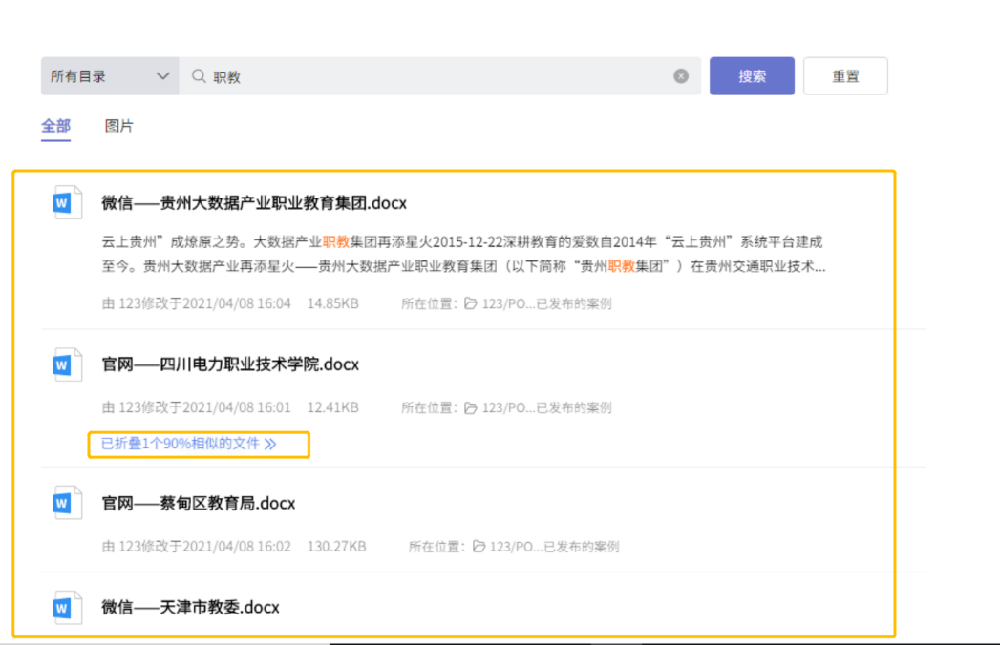 所有目录 职教 搜索 重置
全部 图片
微信——贵州大数据产业职业教育集团.docx
云上贵州”成燎原之势。大数据产业职教集团再添星火2015-12-22深耕教育的爱数自2014年“云上贵州”系统平台建成
至今。贵州大数据产业再添星火——贵州大数据产业职业教育集团（以下简称“贵州职教集团”）在贵州交通职业技术...
由 123修改于2021/04/08 16:04 14.85KB 所在位置: 123/PO...已发布的案例
官网——四川电力职业技术学院.docx
由 123修改于2021/04/08 16:01 12.41KB 所在位置: 123/PO...已发布的案例
已折叠1个90%相似的文件
官网——蔡甸区教育局.docx
由 123修改于2021/04/08 16:02 130.27KB 所在位置: 123/PO...已发布的案例
微信——天津市教委.docx